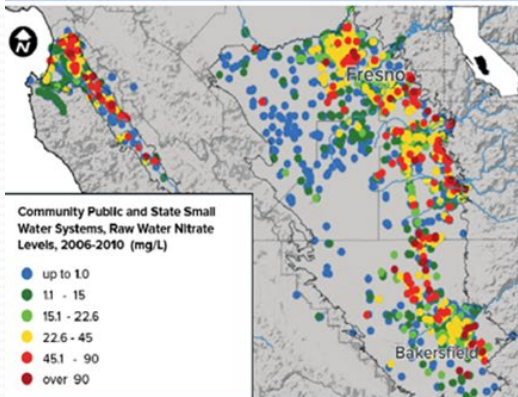 N
Fresno
Community Public and State Small
Water Systems, Raw Water Nitrate
Levels, 2006-2010 (mg/L)
up to 1.0
1.1 - 15
15.1 - 22.6
22.6 - 45
45.1 - 90
over 90
Bakersfield